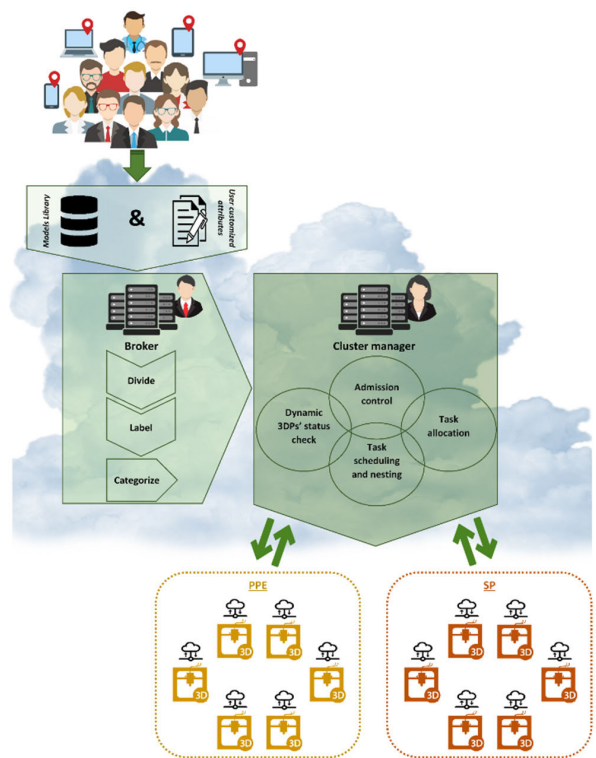 Models Library
&
User customized
attributes
Broker
Divide
Label
Categorize
Cluster manager
Admission
control
Dynamic
3DPs' status
check
Task
allocation
Task
scheduling
and nesting
PPE
3D
3D
3D
3D
3D
3D
SP
3D
3D
3D
3D
3D
3D